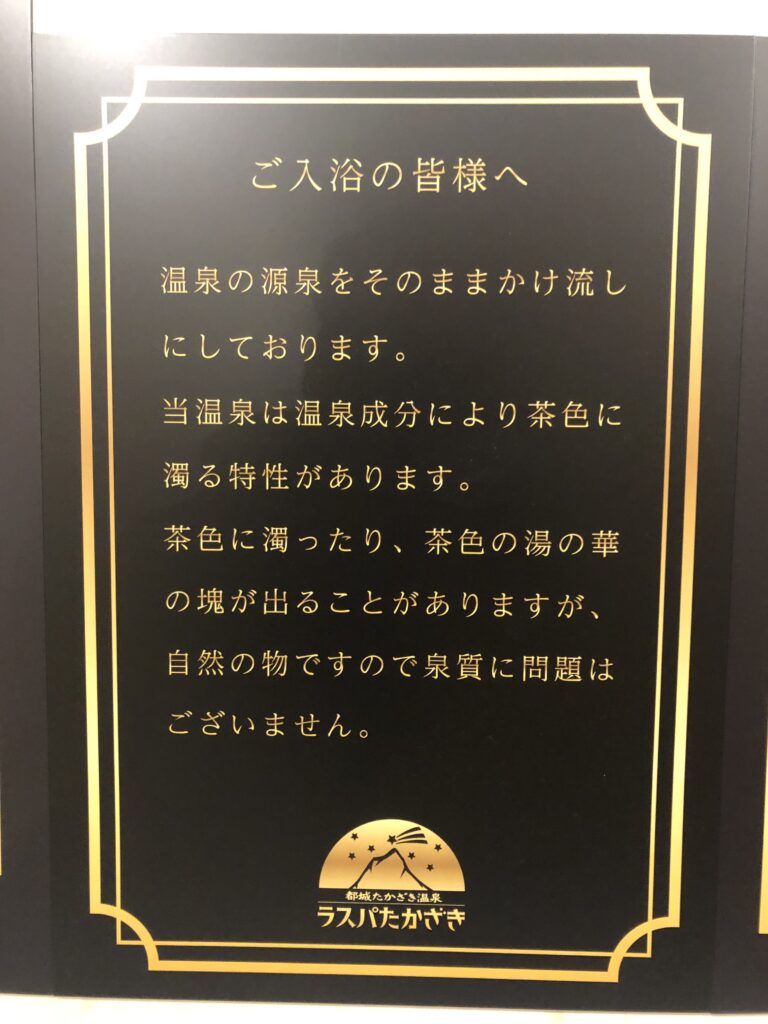 ご入浴の皆様へ
温泉の源泉をそのままかけ流し
にしております。
当温泉は温泉成分により茶色に
濁る特性があります。
茶色に濁ったり、茶色の湯の華
の塊が出ることがありますが、
自然の物ですので泉質に問題は
ございません。
都城たかざき温泉
ラスパたかざき